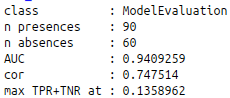 class          : ModelEvaluation
n presences    : 90
n absences     : 60
AUC            : 0.9409259
cor            : 0.747514
max TPR+TNR at : 0.1358962